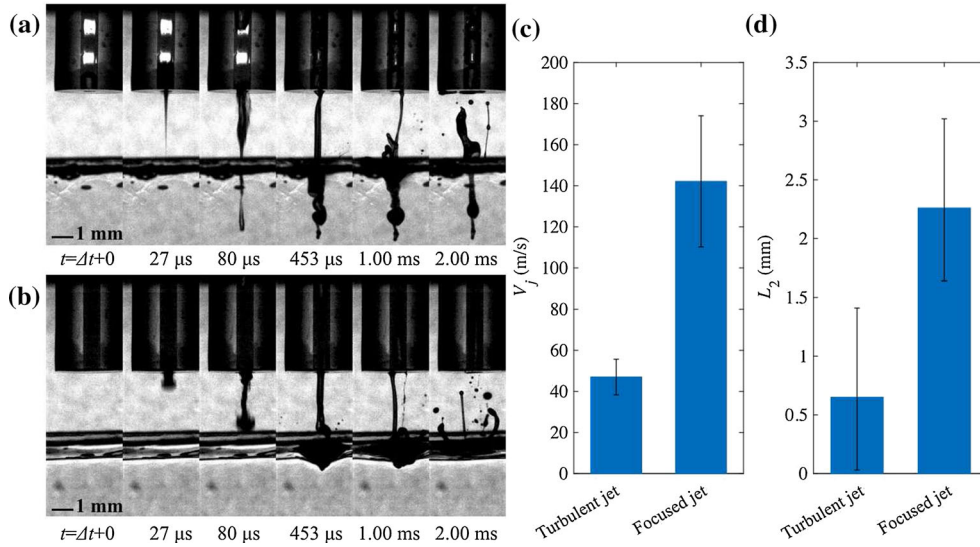 (a)
1 mm
t=Δt+0 27 μs 80 μs 453 μs 1.00 ms 2.00 ms
(b)
1 mm
t=Δt+0 27 μs 80 μs 453 μs 1.00 ms 2.00 ms
(c)
200
180
160
140
120
100
80
60
40
20
0
V_j (m/s)
Turbulent jet
Focused jet
(d)
3.5
3
2.5
2
1.5
1
0.5
0
L_2 (mm)
Turbulent jet
Focused jet